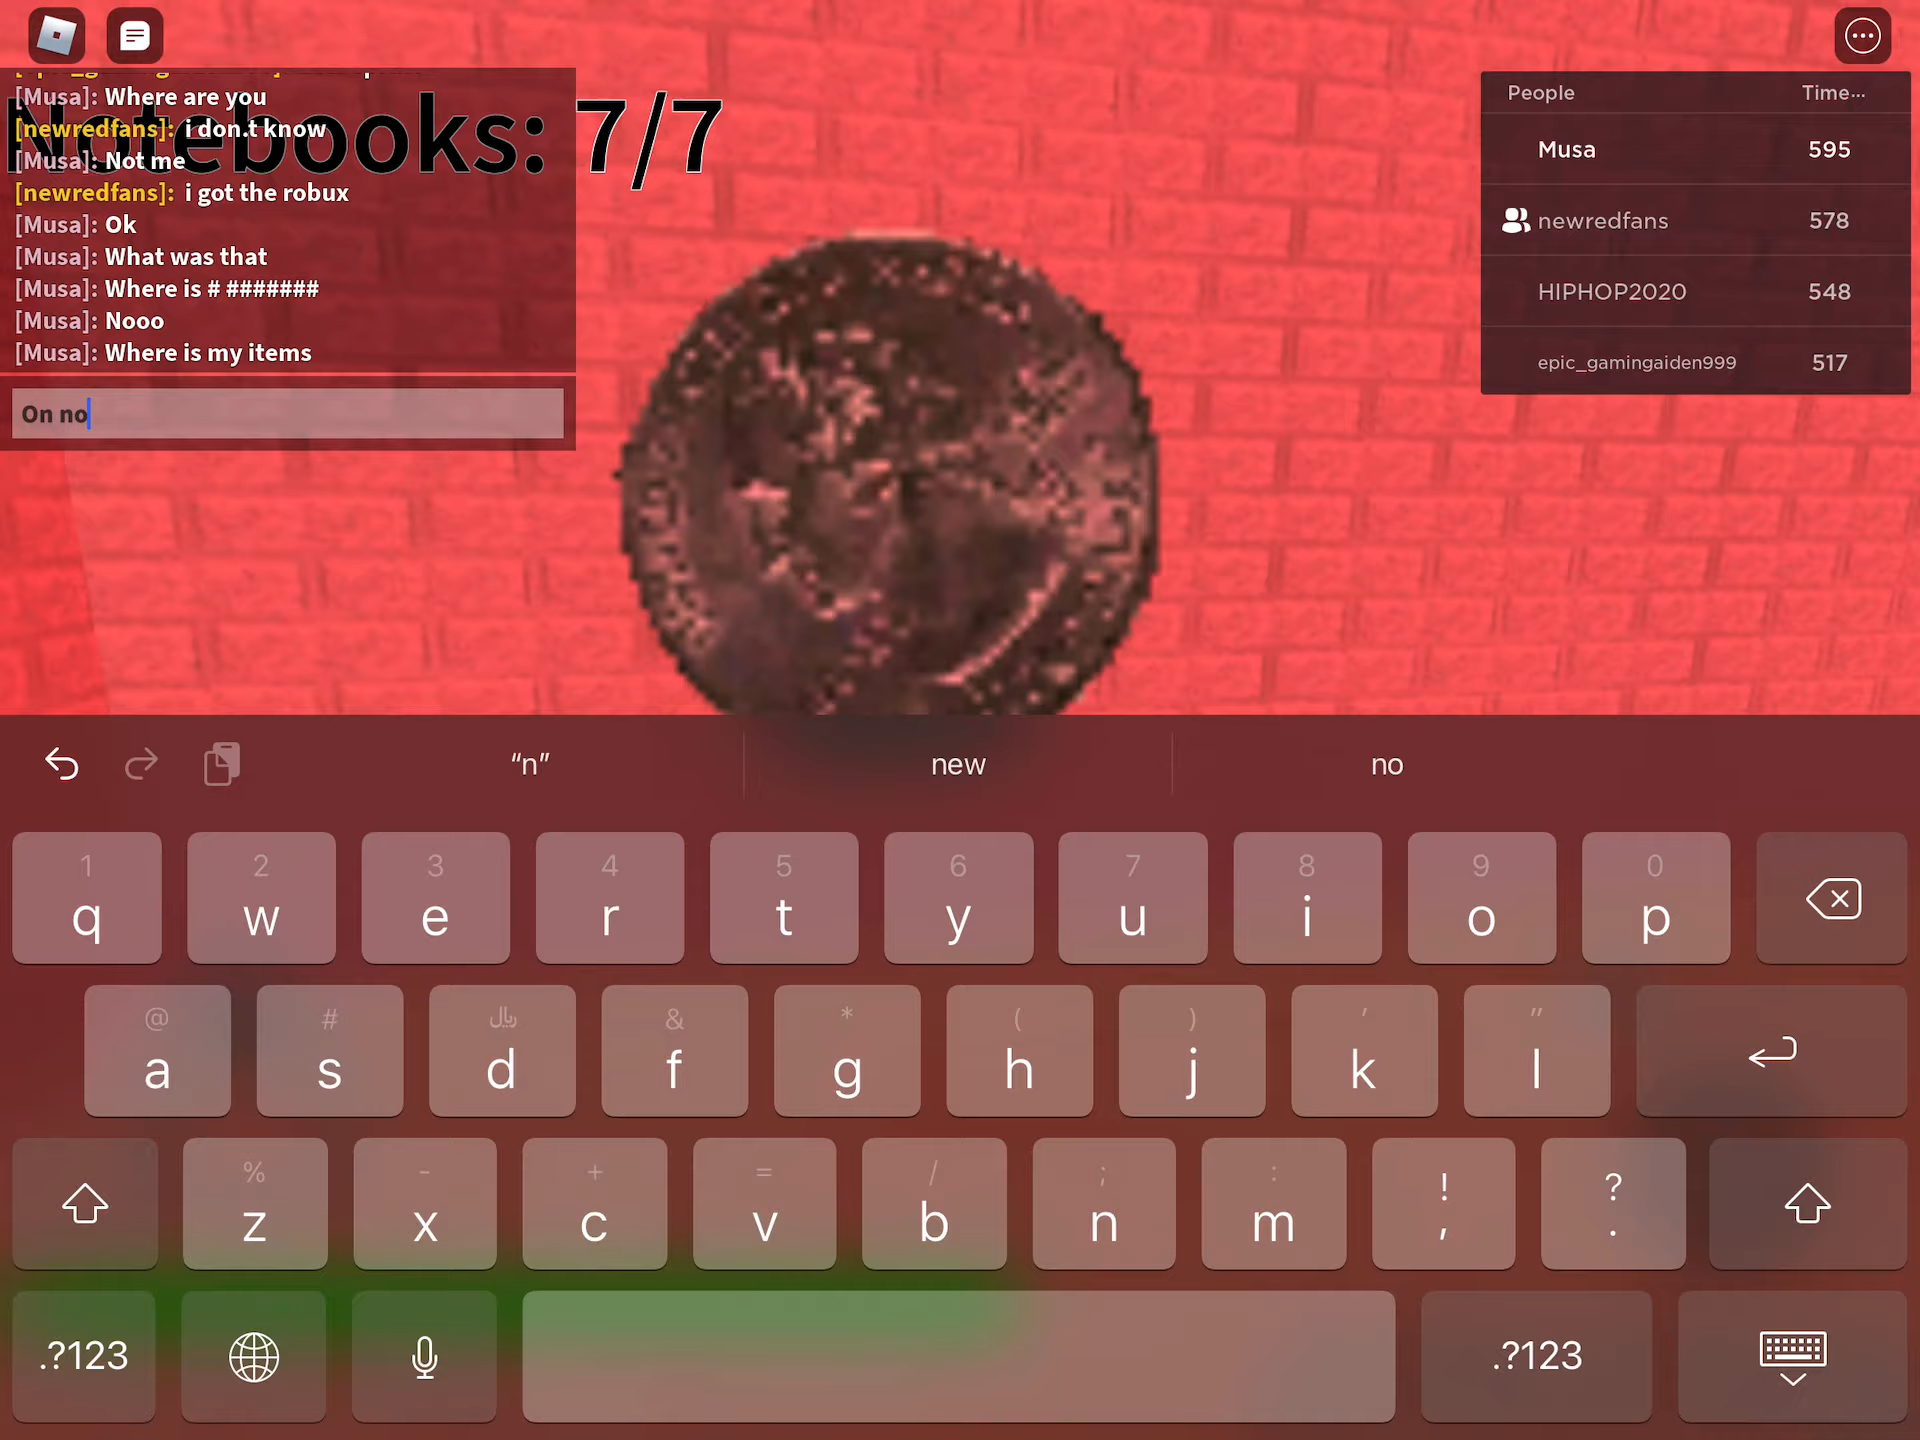 [Musa]: Where are you
[newredfans]: i don.t know
[Musa]: Not me
[newredfans]: i got the robux
[Musa]: Ok
[Musa]: What was that
[Musa]: Where is # #######
[Musa]: Nooo
[Musa]: Where is my items
On no
Notebooks: 7/7
People Time...
Musa 595
newredfans 578
HIPHOP2020 548
epic_gamingaiden999 517
“n” new no
1 2 3 4 5 6 7 8 9 0
q w e r t y u i o p
@ # ﷼ & * ( ) ' "
a s d f g h j k l
% - + = / ; : ! ?
z x c v b n m , .
.?123 .?123